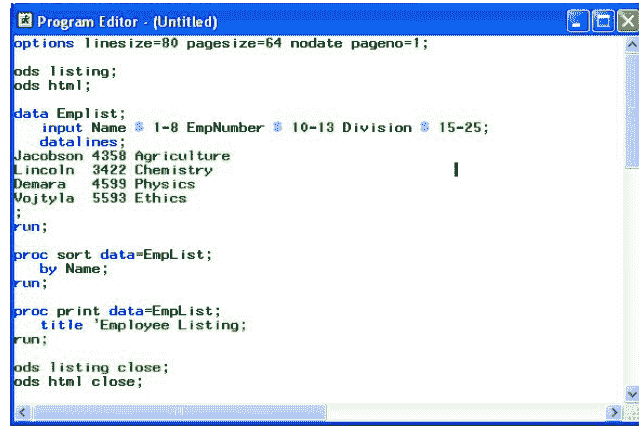 Program Editor - (Untitled)
options linesize=80 pagesize=64 nodate pageno=1;
ods listing;
ods html;
data Emplist;
input Name $ 1-8 EmpNumber $ 10-13 Division $ 15-25;
datalines;
Jacobson 4358 Agriculture
Lincoln  3422 Chemistry
Demara   4599 Physics
Vojtyla  5593 Ethics
;
run;
proc sort data=EmpList;
by Name;
run;
proc print data=EmpList;
title 'Employee Listing;
run;
ods listing close;
ods html close;